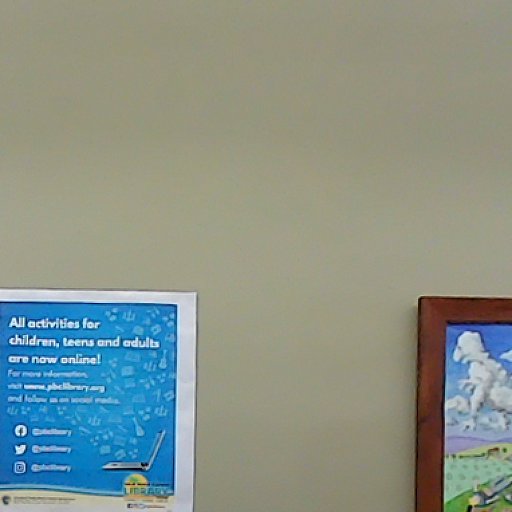 All activities for
children, teens and adults
are now online!
For more information,
visit www.pbclibrary.org
and follow us on social media.
@pbclibrary
@pbclibrary
@pbclibrary
LIBRARY